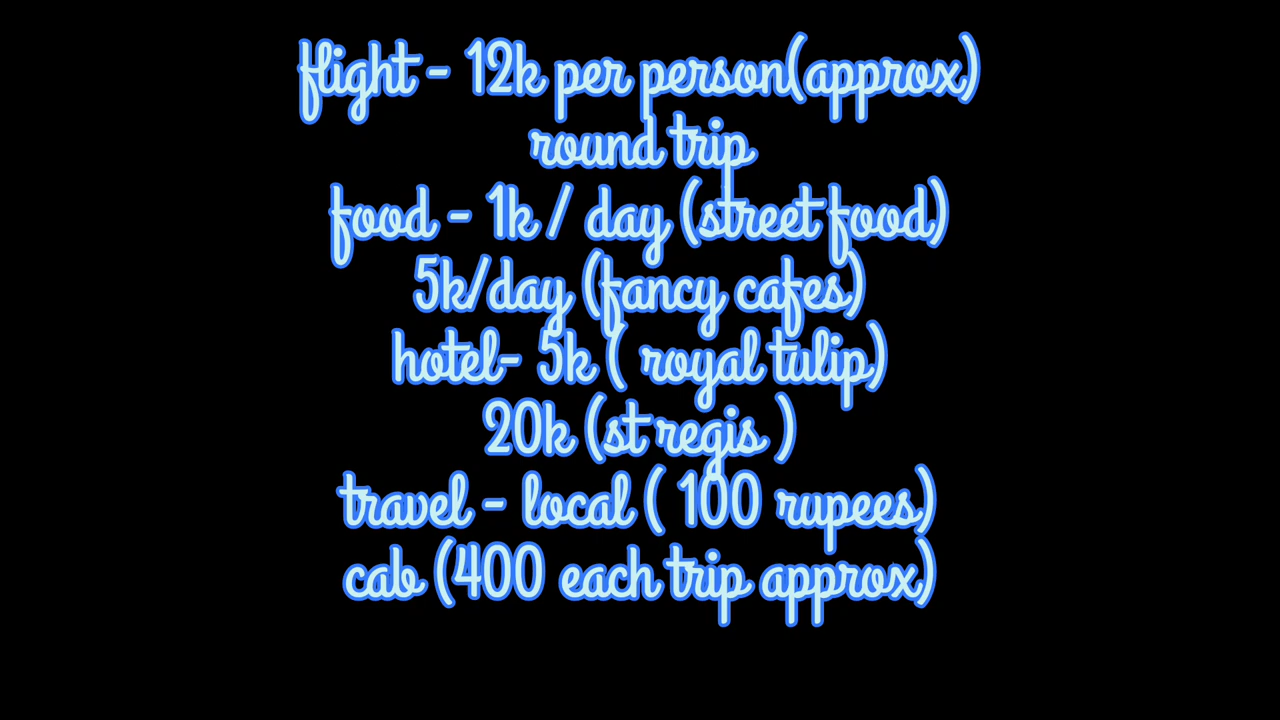 flight - 12k per person(approx)
round trip
food - 1k / day (street food)
5k/day (fancy cafes)
hotel- 5k ( royal tulip)
20k (st regis )
travel - local ( 100 rupees)
cab (400 each trip approx)